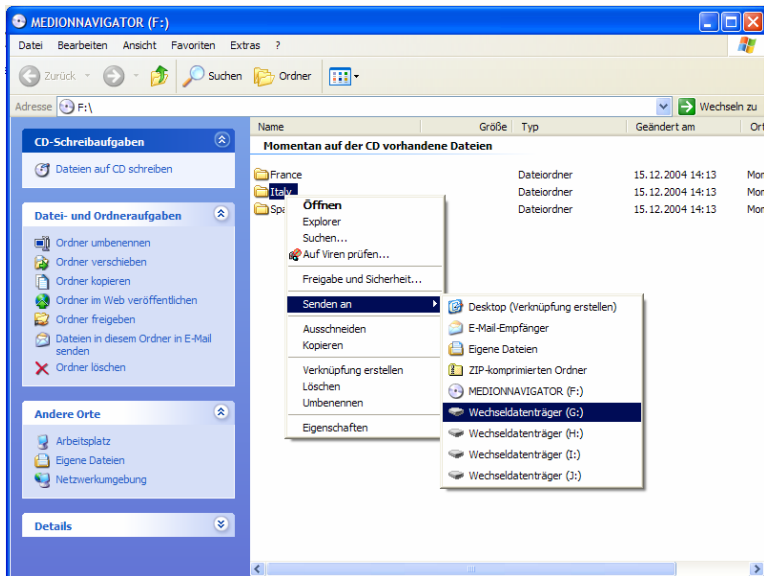 MEDIONNAVIGATOR (F:)
Datei Bearbeiten Ansicht Favoriten Extras ?
Zurück Suchen Ordner
Adresse F:\ Wechseln zu
Name Größe Typ Geändert am Ort
CD-Schreibaufgaben
Dateien auf CD schreiben
Datei- und Ordneraufgaben
Ordner umbenennen
Ordner verschieben
Ordner kopieren
Ordner im Web veröffentlichen
Ordner freigeben
Dateien in diesem Ordner in E-Mail
senden
Ordner löschen
Andere Orte
Arbeitsplatz
Eigene Dateien
Netzwerkumgebung
Details
Momentan auf der CD vorhandene Dateien
France Dateiordner 15.12.2004 14:13 Mor
Italy Dateiordner 15.12.2004 14:13 Mor
Spa Dateiordner 15.12.2004 14:13 Mor
Öffnen
Explorer
Suchen...
Auf Viren prüfen...
Freigabe und Sicherheit...
Senden an
Ausschneiden
Kopieren
Verknüpfung erstellen
Löschen
Umbenennen
Eigenschaften
Desktop (Verknüpfung erstellen)
E-Mail-Empfänger
Eigene Dateien
ZIP-komprimierten Ordner
MEDIONNAVIGATOR (F:)
Wechseldatenträger (G:)
Wechseldatenträger (H:)
Wechseldatenträger (I:)
Wechseldatenträger (J:)